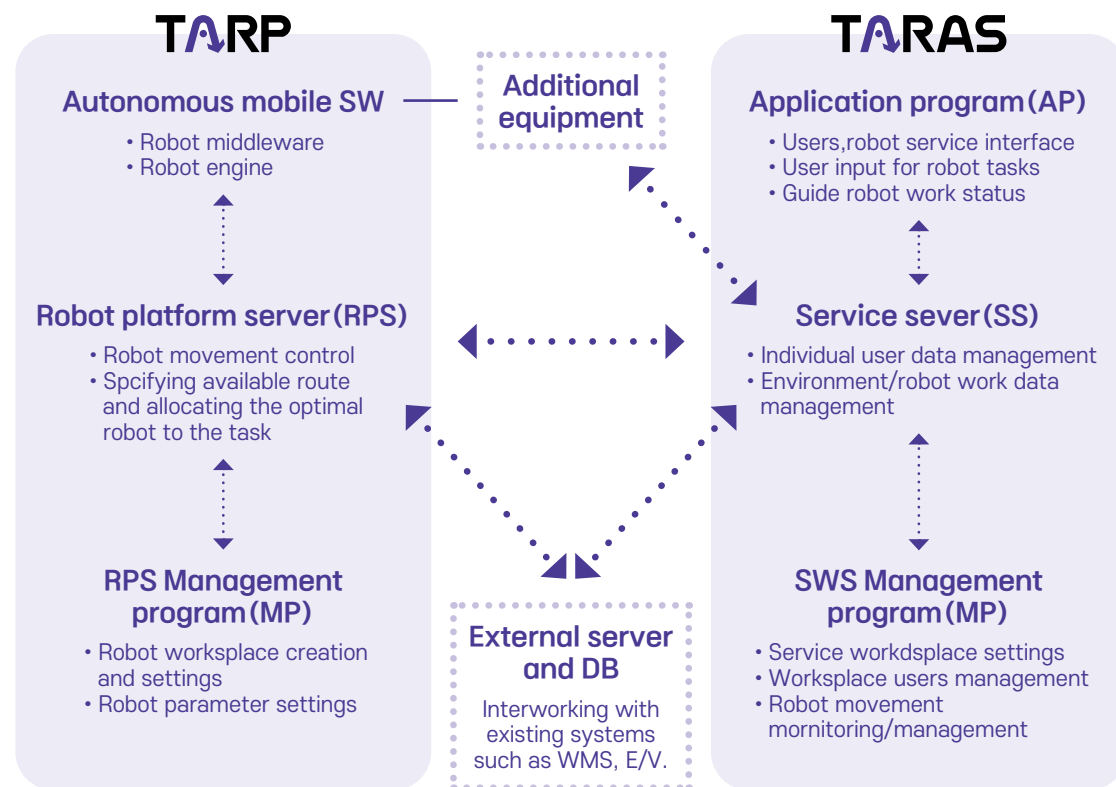 TARP
Autonomous mobile SW
• Robot middleware
• Robot engine
Robot platform server(RPS)
• Robot movement control
• Spcifying available route
and allocating the optimal
robot to the task
RPS Management
program(MP)
• Robot worksplace creation
and settings
• Robot parameter settings
Additional
equipment
External server
and DB
Interworking with
existing systems
such as WMS, E/V.
TARAS
Application program(AP)
• Users,robot service interface
• User input for robot tasks
• Guide robot work status
Service sever(SS)
• Individual user data management
• Environment/robot work data
management
SWS Management
program(MP)
• Service workdsplace settings
• Worksplace users management
• Robot movement
mornitoring/management